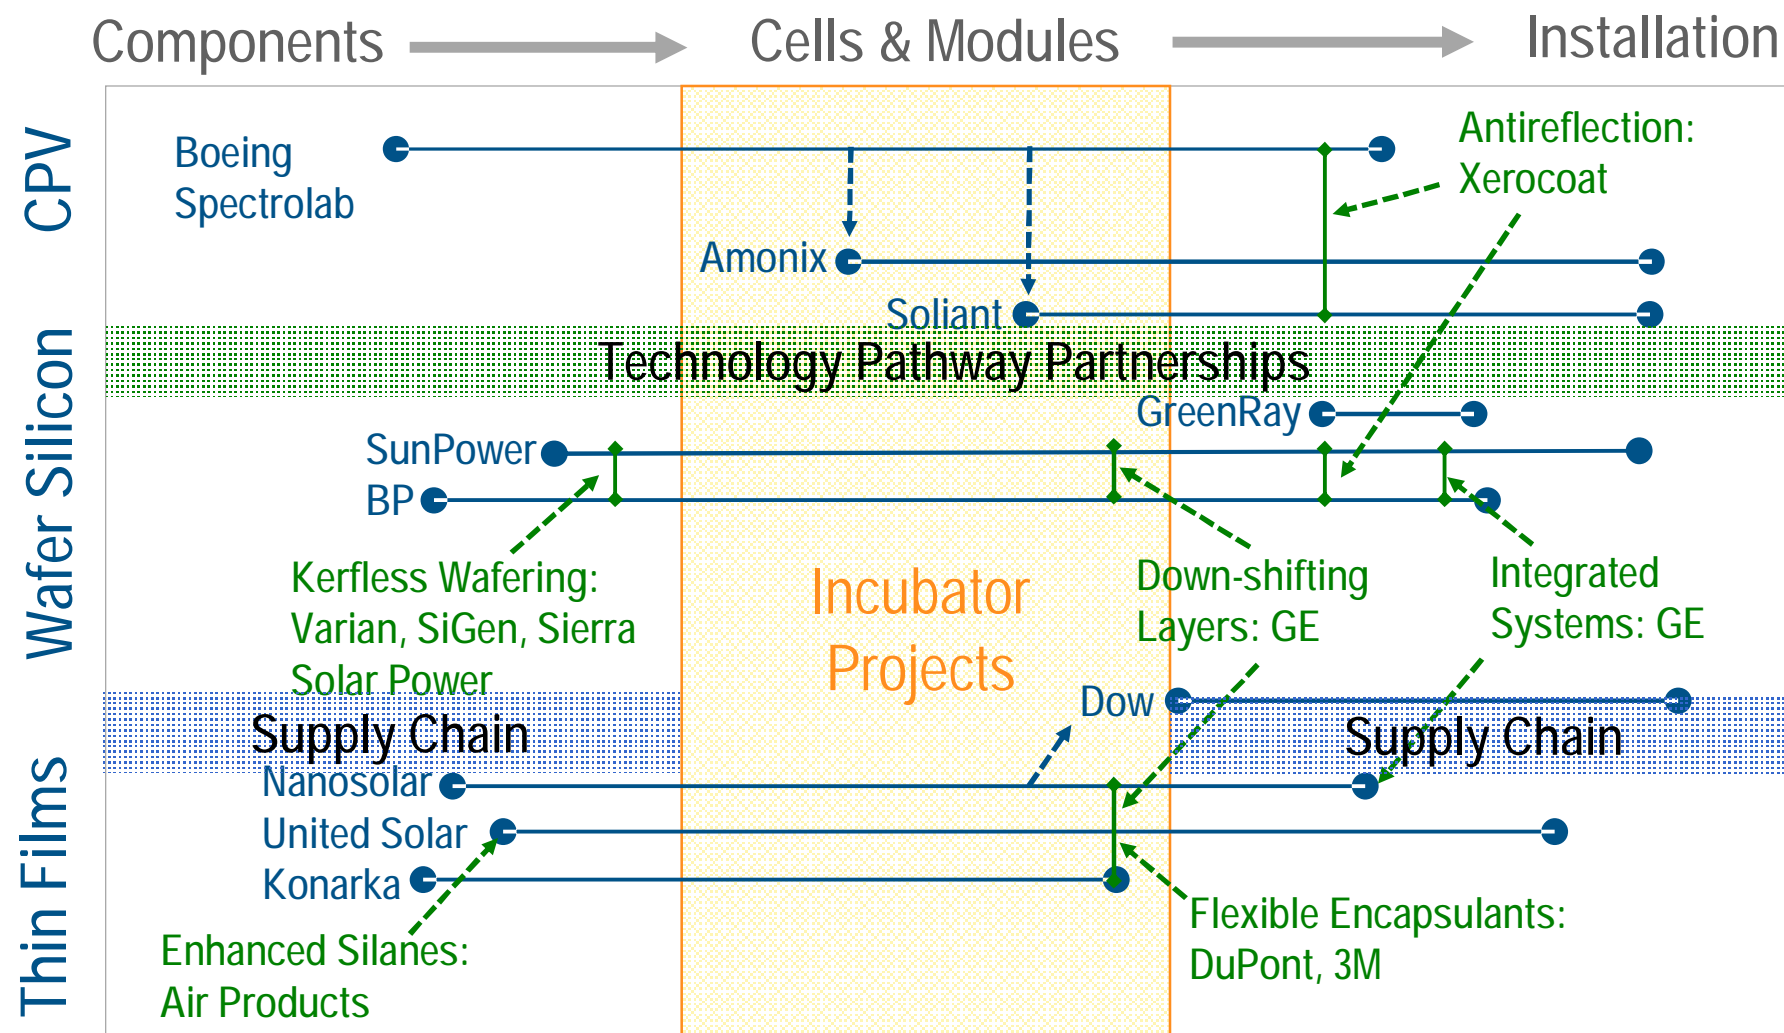 Components
Cells & Modules
Installation
CPV
Wafer Silicon
Thin Films
Boeing
Spectrolab
Antireflection:
Xerocoat
Amonix
Soliant
Technology Pathway Partnerships
GreenRay
SunPower
BP
Kerfless Wafering:
Varian, SiGen, Sierra
Solar Power
Incubator
Projects
Down-shifting
Layers: GE
Integrated
Systems: GE
Dow
Supply Chain
Supply Chain
Nanosolar
United Solar
Konarka
Enhanced Silanes:
Air Products
Flexible Encapsulants:
DuPont, 3M